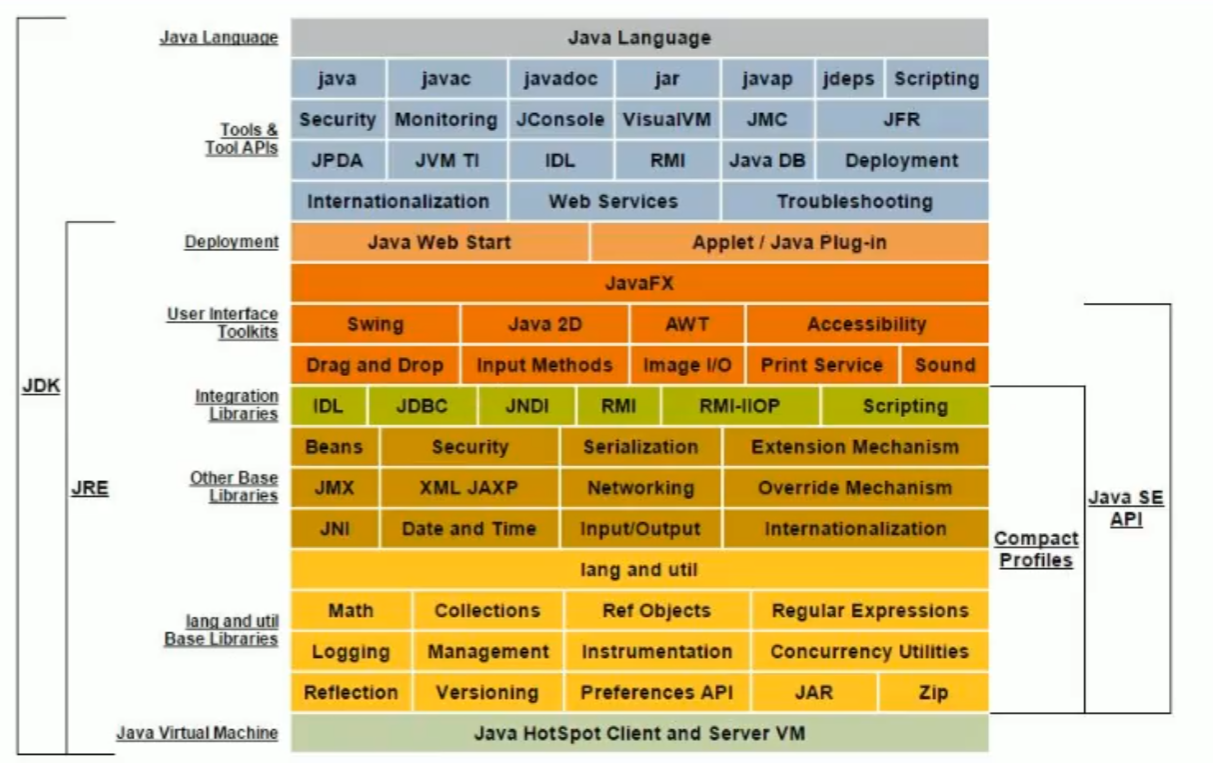 Java Language
Java Language
java javac javadoc jar javap jdeps Scripting
Tools &
Tool APIs
Security Monitoring JConsole VisualVM JMC JFR
JPDA JVM TI IDL RMI Java DB Deployment
Internationalization Web Services Troubleshooting
Deployment
Java Web Start Applet / Java Plug-in
JavaFX
User Interface
Toolkits
Swing Java 2D AWT Accessibility
Drag and Drop Input Methods Image I/O Print Service Sound
JDK
Integration
Libraries
IDL JDBC JNDI RMI RMI-IIOP Scripting
Beans Security Serialization Extension Mechanism
JRE
Other Base
Libraries
JMX XML JAXP Networking Override Mechanism
Java SE
API
JNI Date and Time Input/Output Internationalization
Compact
Profiles
lang and util
lang and util
Base Libraries
Math Collections Ref Objects Regular Expressions
Logging Management Instrumentation Concurrency Utilities
Reflection Versioning Preferences API JAR Zip
Java Virtual Machine
Java HotSpot Client and Server VM